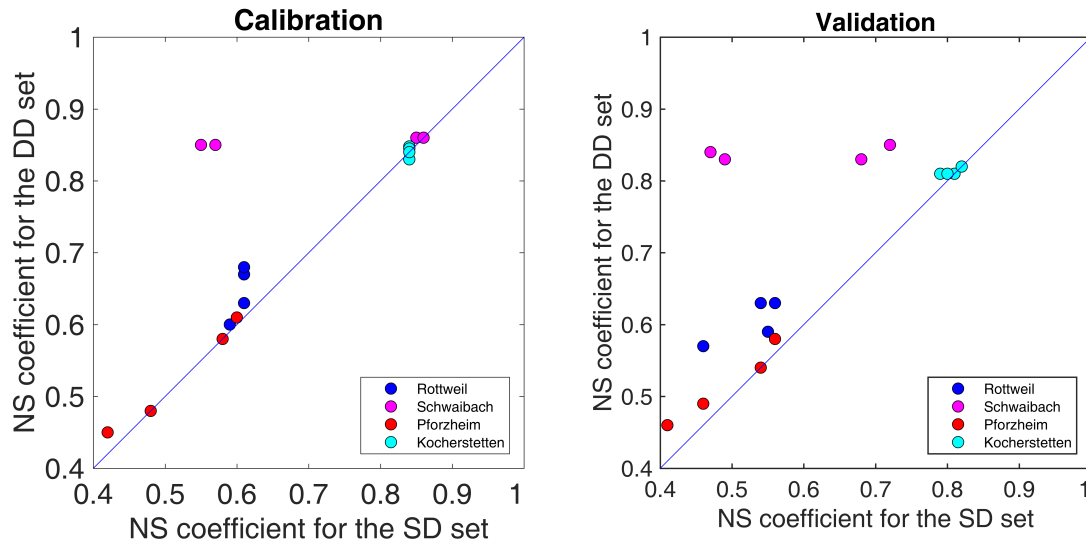 Calibration
NS coefficient for the DD set
1
0.9
0.8
0.7
0.6
0.5
0.4
0.4
0.5
0.6
0.7
0.8
0.9
1
NS coefficient for the SD set
Rottweil
Schwaibach
Pforzheim
Kocherstetten
Validation
NS coefficient for the DD set
1
0.9
0.8
0.7
0.6
0.5
0.4
0.4
0.5
0.6
0.7
0.8
0.9
1
NS coefficient for the SD set
Rottweil
Schwaibach
Pforzheim
Kocherstetten